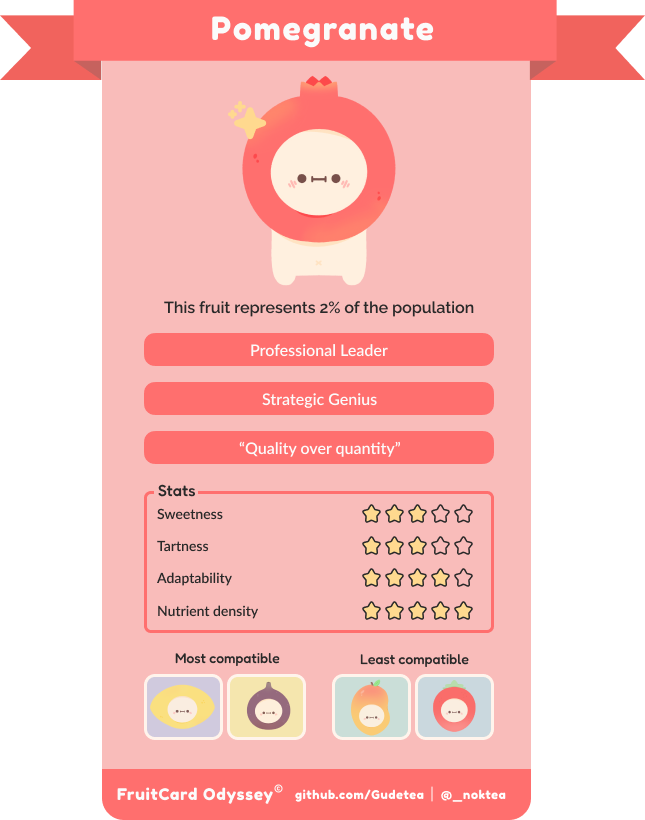 Pomegranate
This fruit represents 2% of the population
Professional Leader
Strategic Genius
“Quality over quantity”
Stats
Sweetness
Tartness
Adaptability
Nutrient density
Most compatible
Least compatible
FruitCard Odyssey© github.com/Gudetea | @_noktea